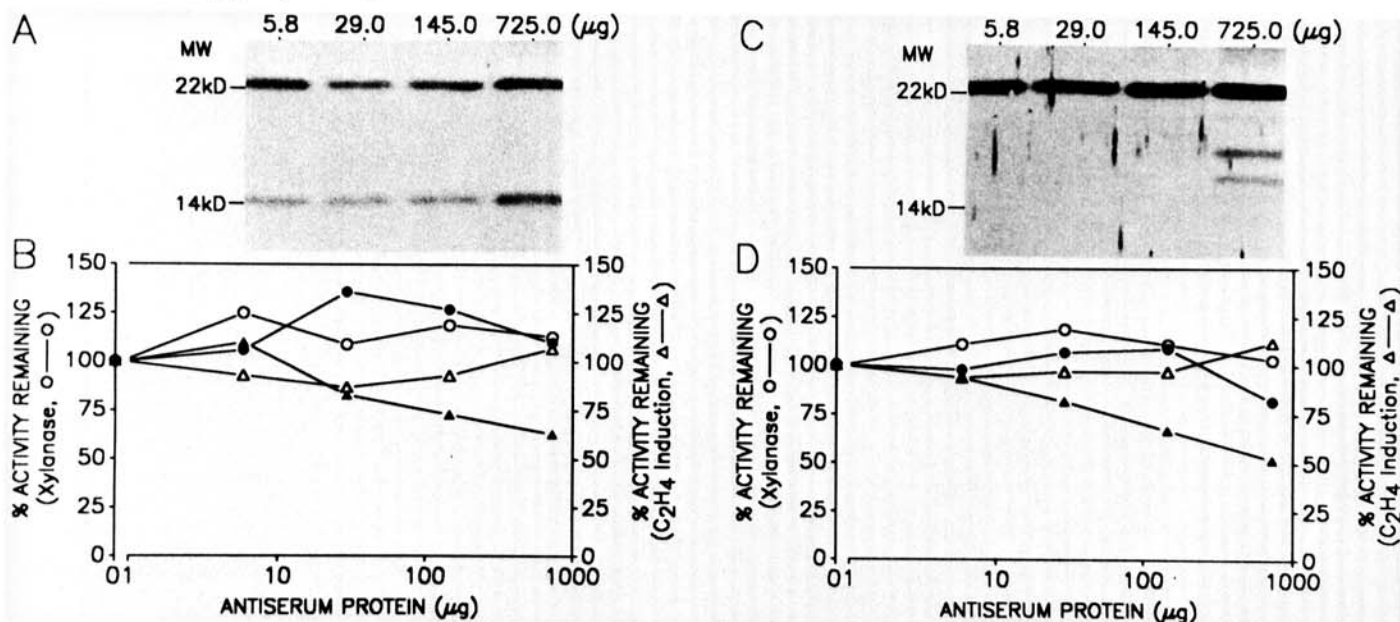 A
5.8 29.0 145.0 725.0 (µg)
MW
22kD
14kD
B
150
125
100
75
50
25
0
% ACTIVITY REMAINING
(Xylanase, O—O)
150
125
100
75
50
25
0
% ACTIVITY REMAINING
(C₂H₄ Induction, Δ—Δ)
0 1 10 100 1000
ANTISERUM PROTEIN (µg)
C
5.8 29.0 145.0 725.0 (µg)
MW
22kD
14kD
D
150
125
100
75
50
25
0
% ACTIVITY REMAINING
(Xylanase, O—O)
150
125
100
75
50
25
0
% ACTIVITY REMAINING
(C₂H₄ Induction, Δ—Δ)
0 1 10 100 1000
ANTISERUM PROTEIN (µg)